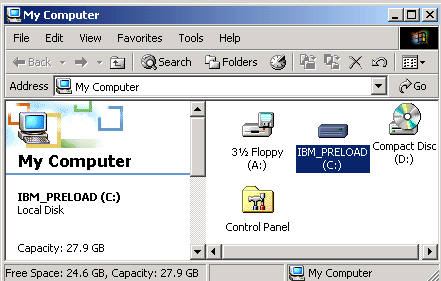 My Computer
File Edit View Favorites Tools Help
Back Search Folders
Address My Computer Go
My Computer
IBM_PRELOAD (C:)
Local Disk
Capacity: 27.9 GB
3½ Floppy
(A:)
IBM_PRELOAD
(C:)
Compact Disc
(D:)
Control Panel
Free Space: 24.6 GB, Capacity: 27.9 GB
My Computer